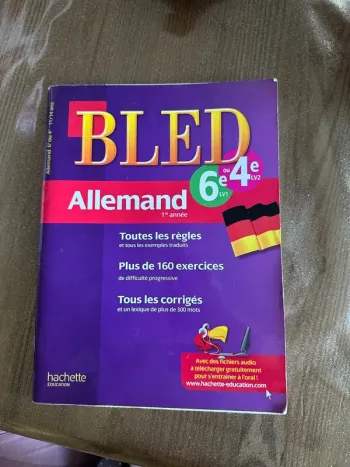 BLED
Allemand
1re année
6e
LV1
ou
4e
LV2
Toutes les règles
et tous les exemples traduits
Plus de 160 exercices
de difficulté progressive
Tous les corrigés
et un lexique de plus de 300 mots
Avec des fichiers audio
à télécharger gratuitement
pour s'entraîner à l'oral !
www.hachette-education.com
hachette
ÉDUCATION